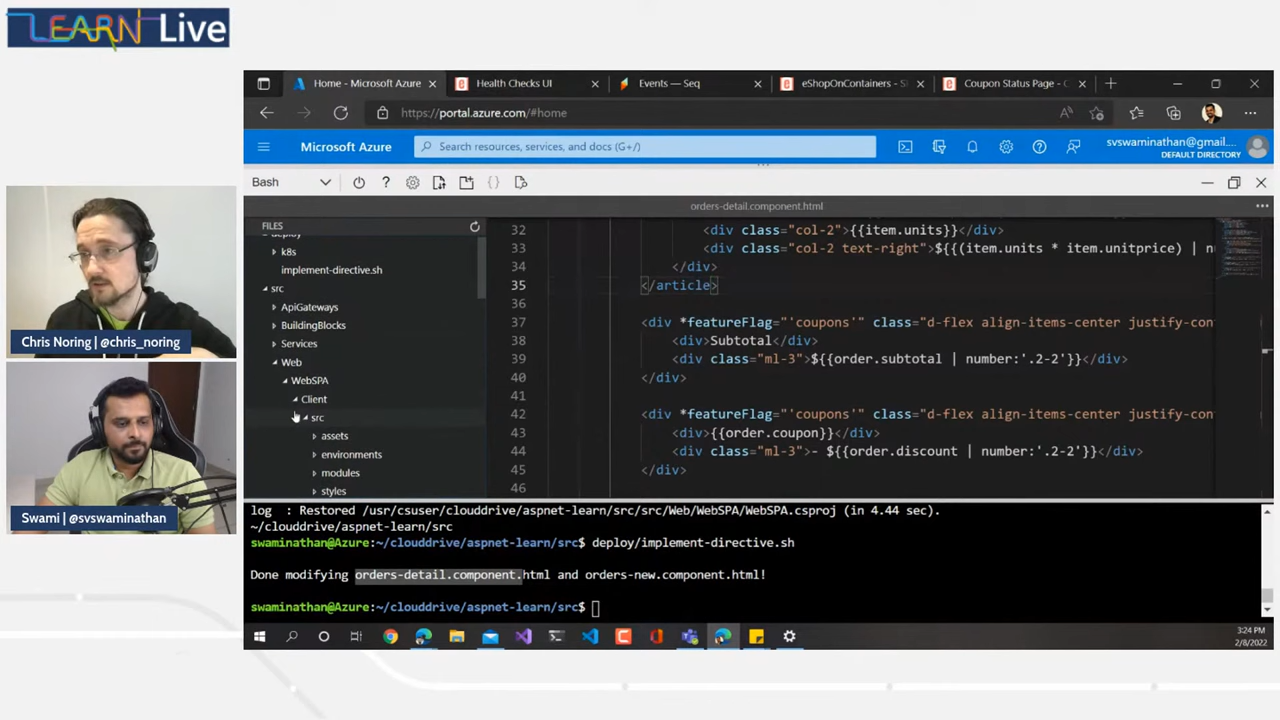 LEARN Live
Home - Microsoft Azure
Health Checks UI
Events — Seq
eShopOnContainers - S
Coupon Status Page - C
https://portal.azure.com/#home
Microsoft Azure
Search resources, services, and docs (G+/)
svswaminathan@gmail....
DEFAULT DIRECTORY
Bash
orders-detail.component.html
FILES
deploy
k8s
implement-directive.sh
src
ApiGateways
BuildingBlocks
Services
Web
WebSPA
Client
src
assets
environments
modules
styles
32 <div class="col-2">{{item.units}}</div>
33 <div class="col-2 text-right">${{(item.units * item.unitprice) | nu
34 </div>
35 </article>
36
37 <div *featureFlag="'coupons'" class="d-flex align-items-center justify-con
38 <div>Subtotal</div>
39 <div class="ml-3">${{order.subtotal | number:'.2-2'}}</div>
40 </div>
41
42 <div *featureFlag="'coupons'" class="d-flex align-items-center justify-con
43 <div>{{order.coupon}}</div>
44 <div class="ml-3">- ${{order.discount | number:'.2-2'}}</div>
45 </div>
46
log : Restored /usr/csuser/clouddrive/aspnet-learn/src/src/Web/WebSPA/WebSPA.csproj (in 4.44 sec).
~/clouddrive/aspnet-learn/src
swaminathan@Azure:~/clouddrive/aspnet-learn/src$ deploy/implement-directive.sh
Done modifying orders-detail.component.html and orders-new.component.html!
swaminathan@Azure:~/clouddrive/aspnet-learn/src$
3:24 PM
2/8/2022
Chris Noring | @chris_noring
Swami | @svswaminathan